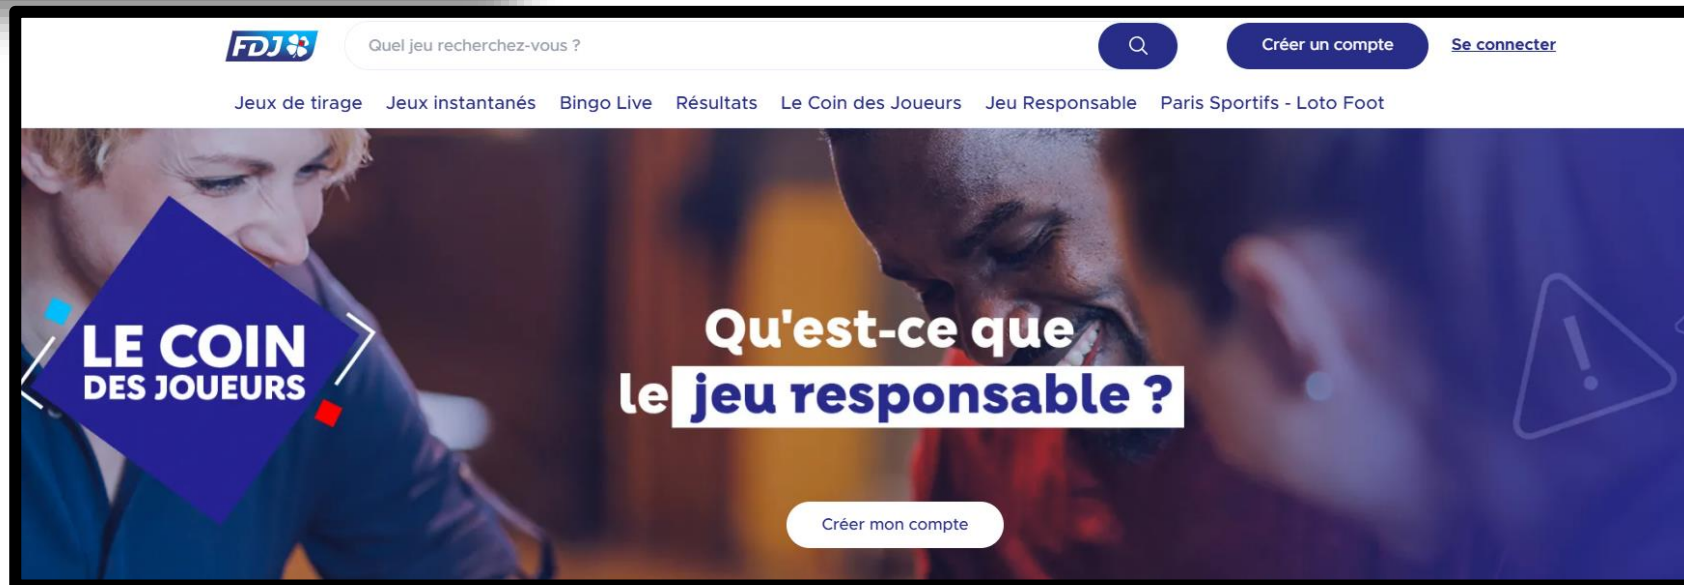 FDJ
Quel jeu recherchez-vous ?
Créer un compte
Se connecter
Jeux de tirage
Jeux instantanés
Bingo Live
Résultats
Le Coin des Joueurs
Jeu Responsable
Paris Sportifs - Loto Foot
LE COIN
DES JOUEURS
Qu'est-ce que
le jeu responsable ?
Créer mon compte